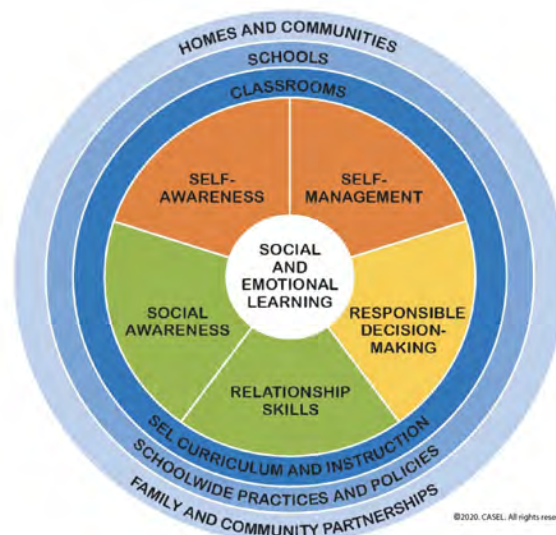 HOMES AND COMMUNITIES
SCHOOLS
CLASSROOMS
SELF-
AWARENESS
SELF-
MANAGEMENT
SOCIAL
AND
EMOTIONAL
LEARNING
SOCIAL
AWARENESS
RESPONSIBLE
DECISION-
MAKING
RELATIONSHIP
SKILLS
SEL CURRICULUM AND INSTRUCTION
SCHOOLWIDE PRACTICES AND POLICIES
FAMILY AND COMMUNITY PARTNERSHIPS
©2020. CASEL. All rights rese